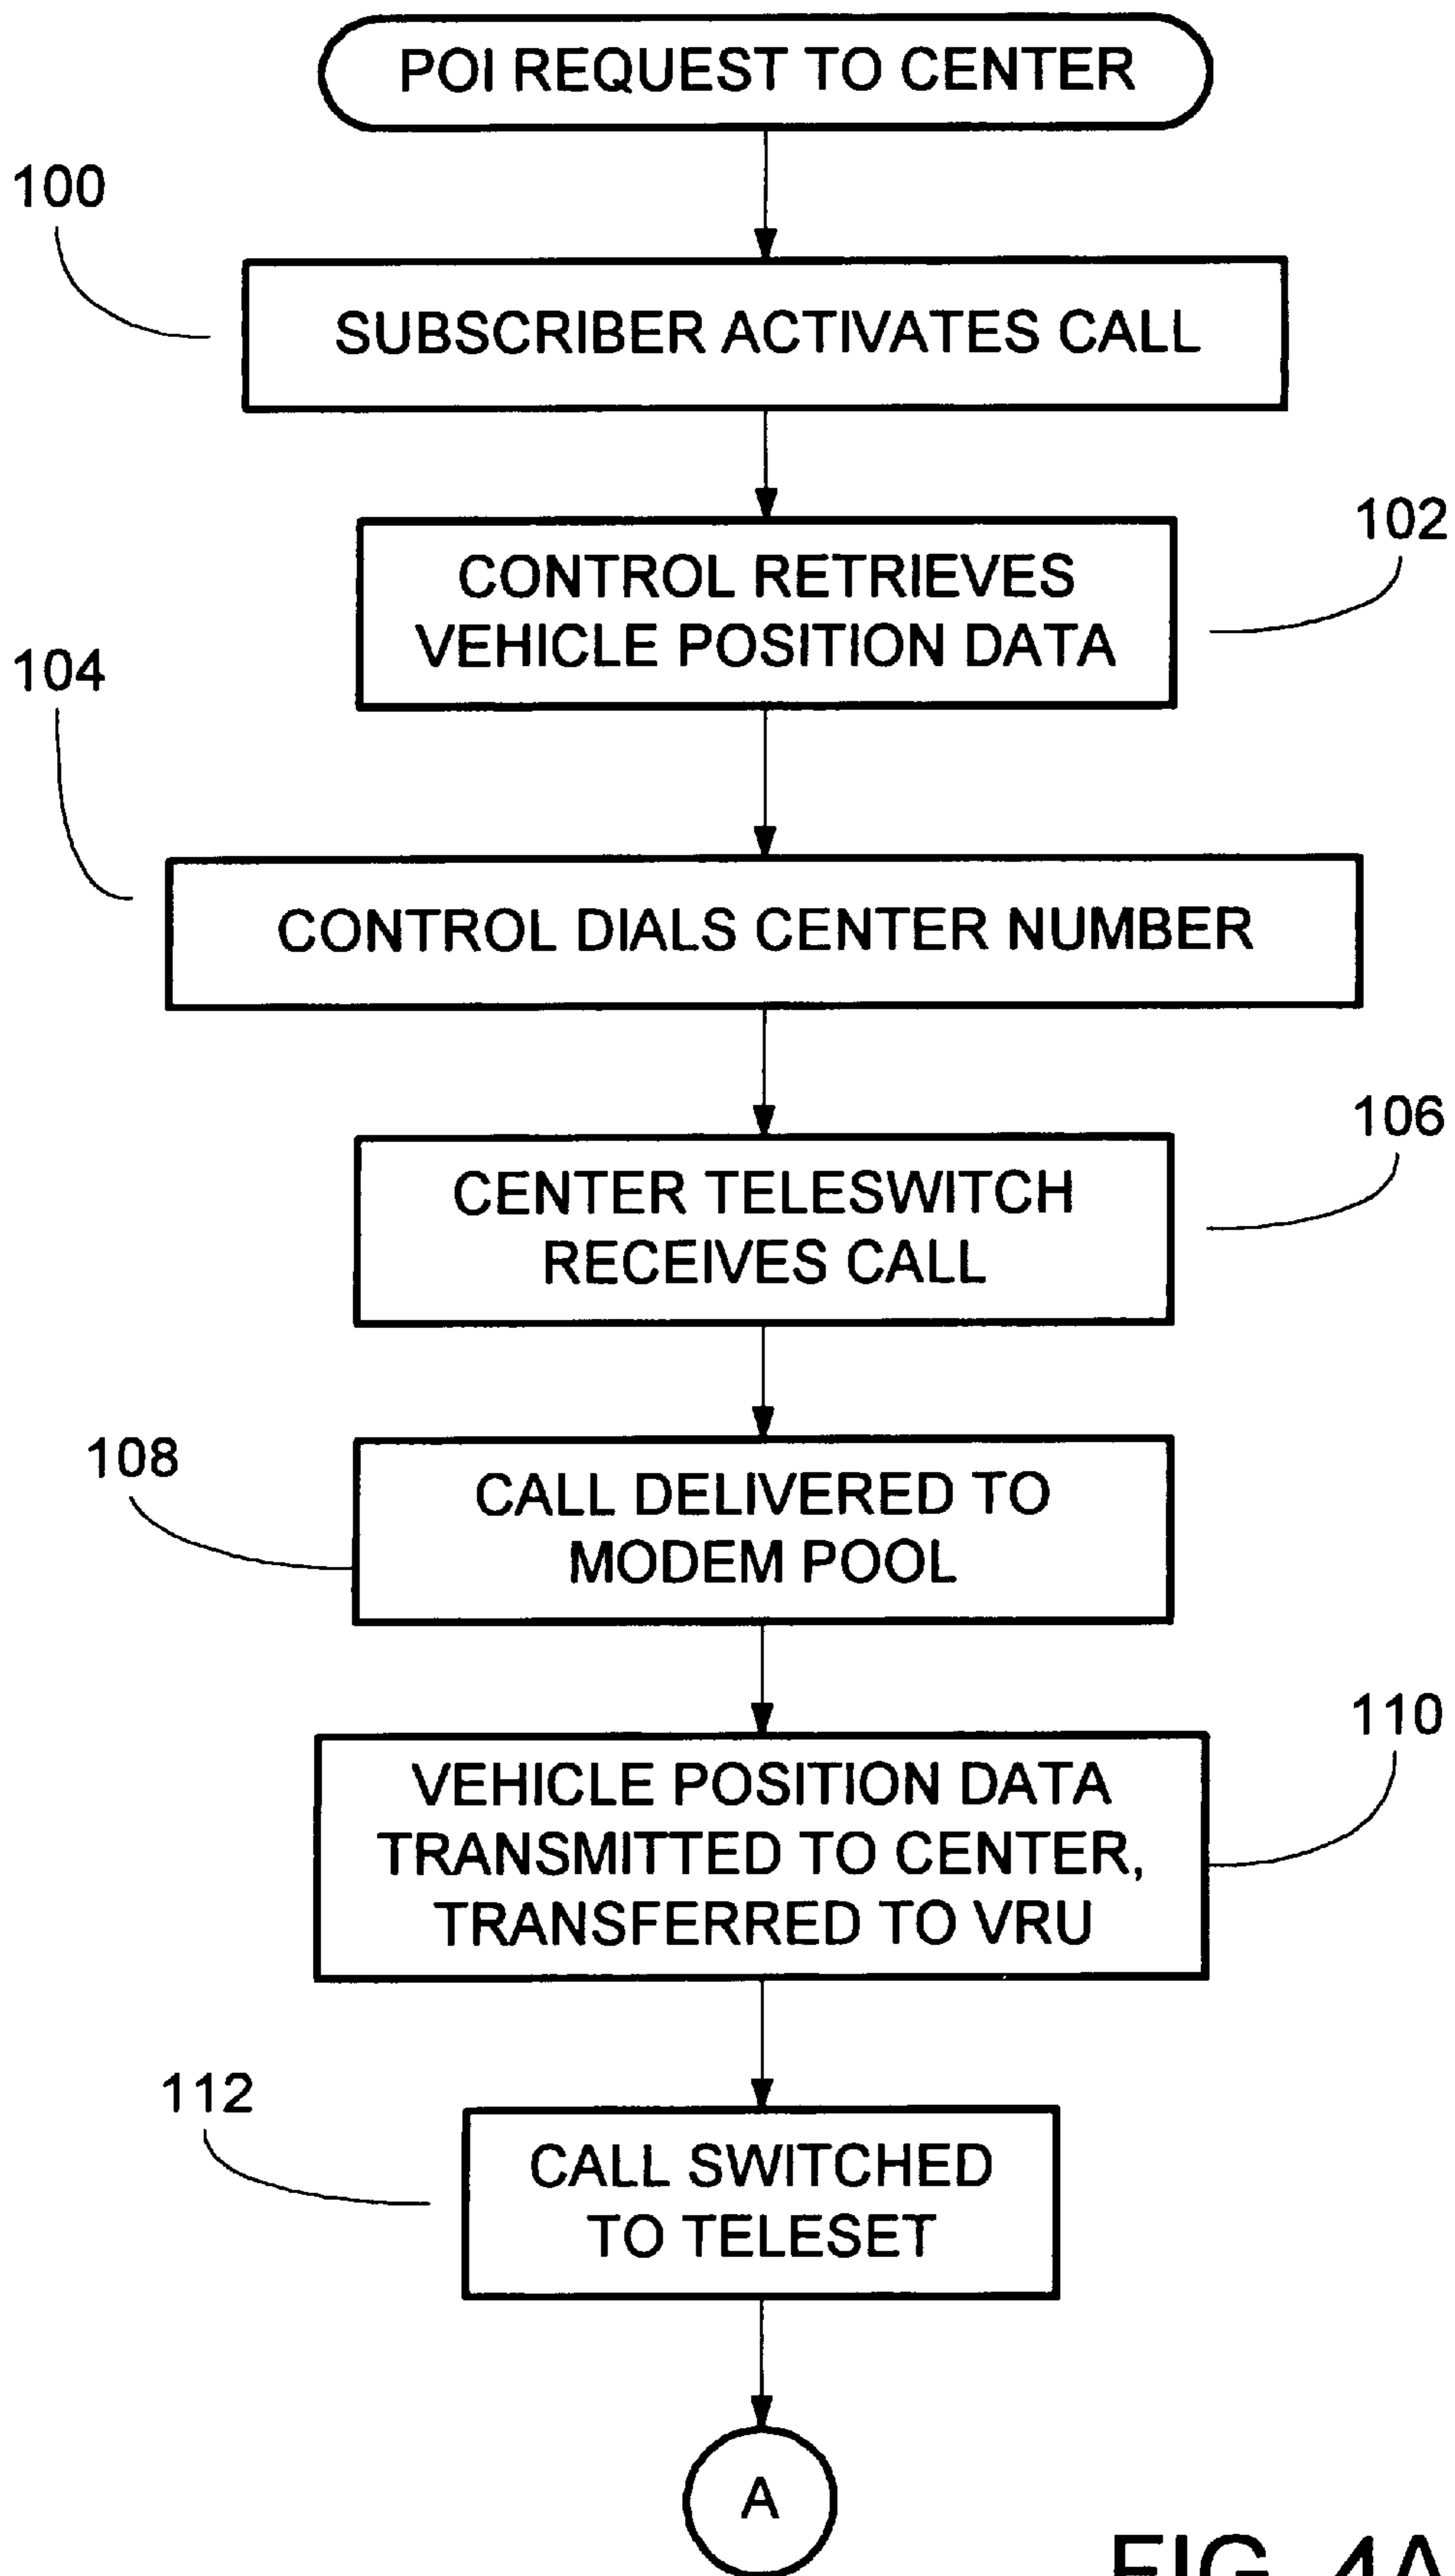 POI REQUEST TO CENTER
100
SUBSCRIBER ACTIVATES CALL
102
CONTROL RETRIEVES
VEHICLE POSITION DATA
104
CONTROL DIALS CENTER NUMBER
106
CENTER TELESWITCH
RECEIVES CALL
108
CALL DELIVERED TO
MODEM POOL
110
VEHICLE POSITION DATA
TRANSMITTED TO CENTER,
TRANSFERRED TO VRU
112
CALL SWITCHED
TO TELESET
A
FIG. 4A